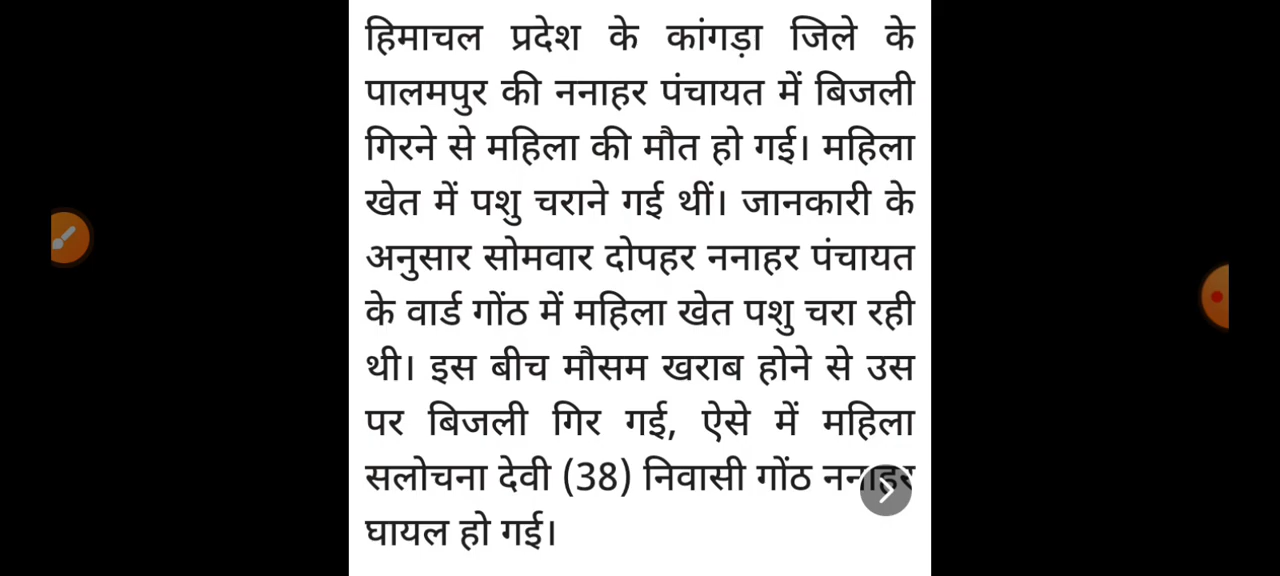 हिमाचल प्रदेश के कांगड़ा जिले के
पालमपुर की ननाहर पंचायत में बिजली
गिरने से महिला की मौत हो गई। महिला
खेत में पशु चराने गई थीं। जानकारी के
अनुसार सोमवार दोपहर ननाहर पंचायत
के वार्ड गोंठ में महिला खेत पशु चरा रही
थी। इस बीच मौसम खराब होने से उस
पर बिजली गिर गई, ऐसे में महिला
सलोचना देवी (38) निवासी गोंठ ननाहर
घायल हो गई।